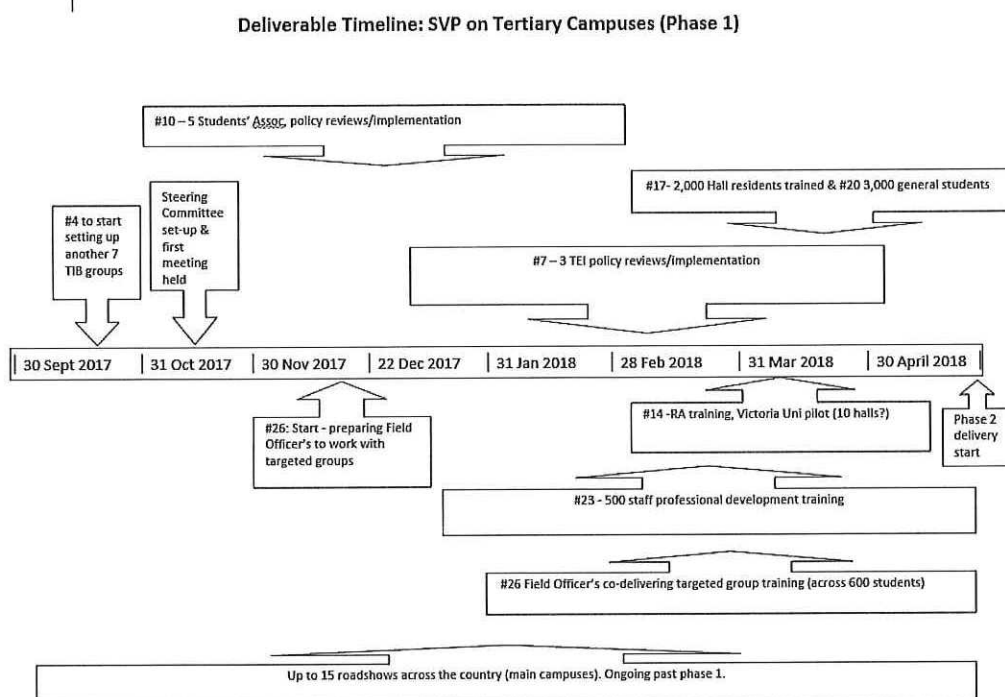 Deliverable Timeline: SVP on Tertiary Campuses (Phase 1)
#10 – 5 Students' Assoc, policy reviews/implementation
#17- 2,000 Hall residents trained & #20 3,000 general students
#4 to start
setting up
another 7
TIB groups
Steering
Committee
set-up &
first
meeting
held
#7 – 3 TEI policy reviews/implementation
30 Sept 2017
31 Oct 2017
30 Nov 2017
22 Dec 2017
31 Jan 2018
28 Feb 2018
31 Mar 2018
30 April 2018
#26: Start - preparing Field
Officer's to work with
targeted groups
#14 -RA training, Victoria Uni pilot (10 halls?)
Phase 2
delivery
start
#23 - 500 staff professional development training
#26 Field Officer's co-delivering targeted group training (across 600 students)
Up to 15 roadshows across the country (main campuses). Ongoing past phase 1.